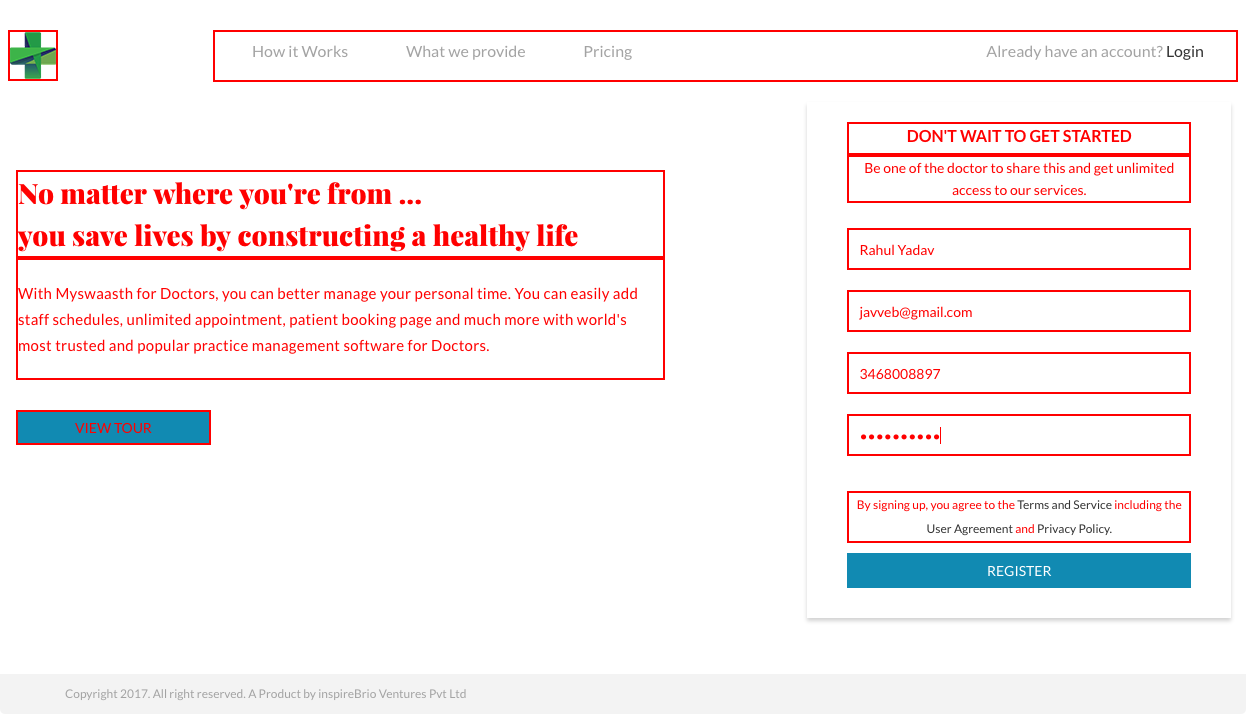 How it Works What we provide Pricing Already have an account? Login
No matter where you're from ...
you save lives by constructing a healthy life
With Myswaasth for Doctors, you can better manage your personal time. You can easily add
staff schedules, unlimited appointment, patient booking page and much more with world's
most trusted and popular practice management software for Doctors.
VIEW TOUR
DON'T WAIT TO GET STARTED
Be one of the doctor to share this and get unlimited
access to our services.
Rahul Yadav
javveb@gmail.com
3468008897
••••••••••
By signing up, you agree to the Terms and Service including the
User Agreement and Privacy Policy.
REGISTER
Copyright 2017. All right reserved. A Product by inspireBrio Ventures Pvt Ltd